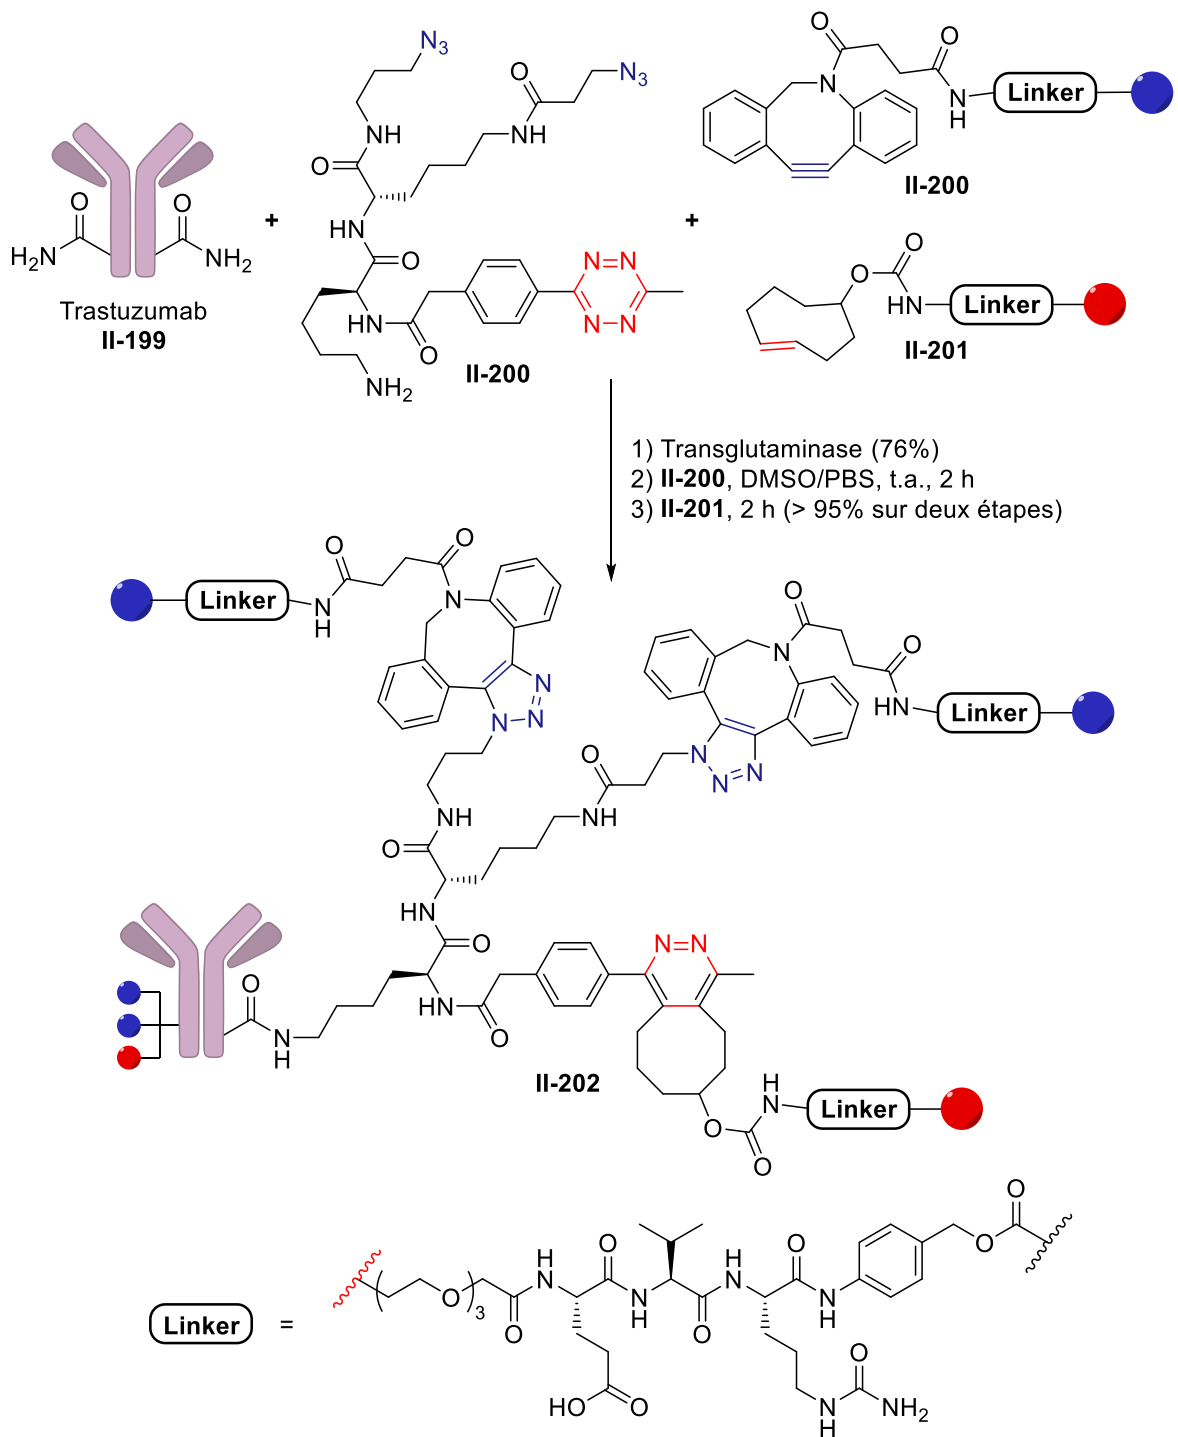 N3
N3
O
NH
O
NH
O
HN
O
NH
O
NH2
N N
N N
II-200
O
H2N
O
NH2
Trastuzumab
II-199
+
+
O
N
O
N
H
Linker
II-200
O
O
HN
Linker
II-201
1) Transglutaminase (76%)
2) II-200, DMSO/PBS, t.a., 2 h
3) II-201, 2 h (> 95% sur deux étapes)
Linker
N
H
O
O
N
N
N
N
O
N
O
HN
Linker
N
N
N
O
NH
NH
O
HN
O
NH
O
O
N
H
N=N
II-202
O
O
H
N
Linker
Linker
=
O
3
O
H
N
O
HO
O
N
H
O
H
N
O
N
H
O
N
H
NH2
O
O